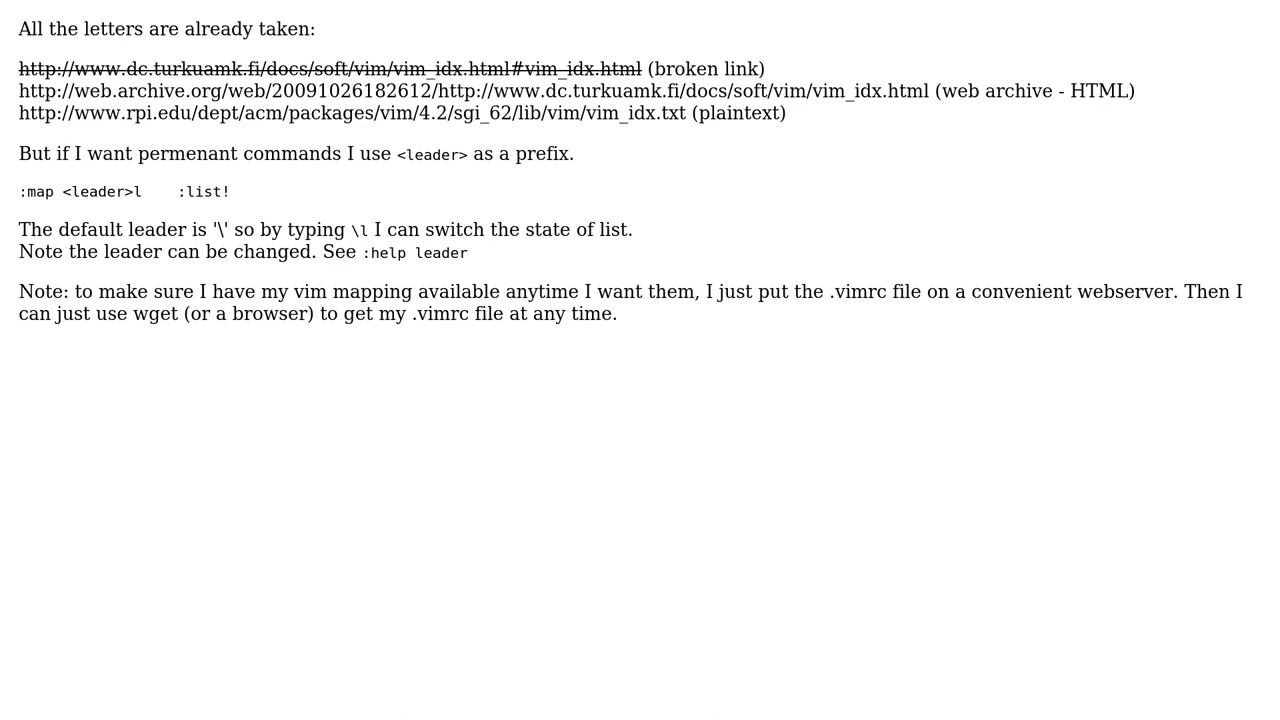 All the letters are already taken:
http://www.dc.turkuamk.fi/docs/soft/vim/vim_idx.html#vim_idx.html (broken link)
http://web.archive.org/web/20091026182612/http://www.dc.turkuamk.fi/docs/soft/vim/vim_idx.html (web archive - HTML)
http://www.rpi.edu/dept/acm/packages/vim/4.2/sgi_62/lib/vim/vim_idx.txt (plaintext)
But if I want permenant commands I use <leader> as a prefix.
:map <leader>l    :list!
The default leader is '\' so by typing \l I can switch the state of list.
Note the leader can be changed. See :help leader
Note: to make sure I have my vim mapping available anytime I want them, I just put the .vimrc file on a convenient webserver. Then I
can just use wget (or a browser) to get my .vimrc file at any time.